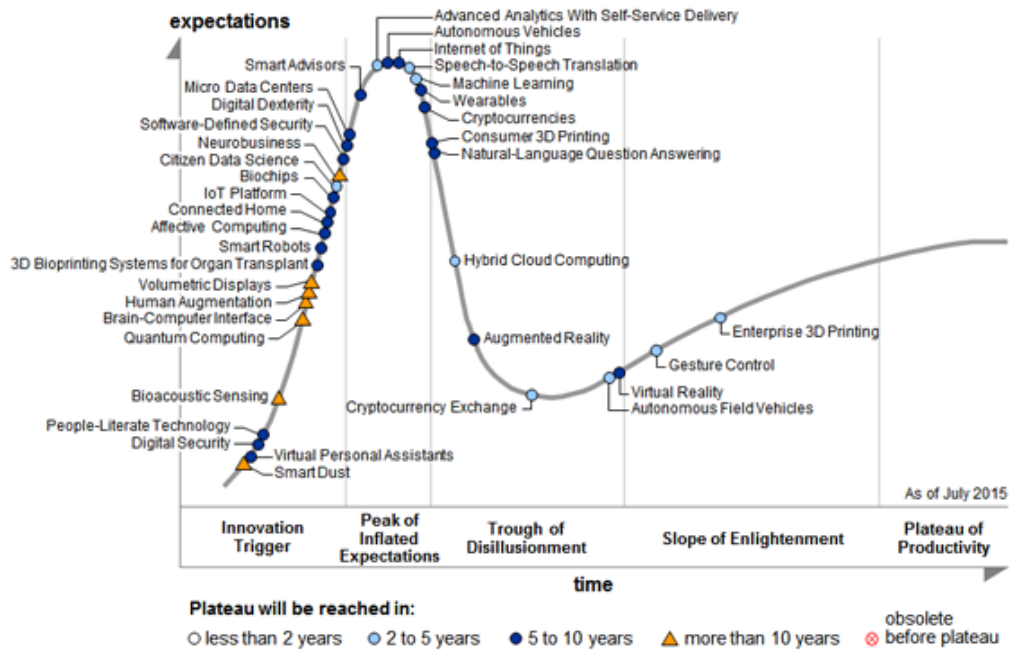 expectations
Advanced Analytics With Self-Service Delivery
Autonomous Vehicles
Internet of Things
Speech-to-Speech Translation
Machine Learning
Wearables
Cryptocurrencies
Consumer 3D Printing
Natural-Language Question Answering
Smart Advisors
Micro Data Centers
Digital Dexterity
Software-Defined Security
Neurobusiness
Citizen Data Science
Biochips
IoT Platform
Connected Home
Affective Computing
Smart Robots
3D Bioprinting Systems for Organ Transplant
Volumetric Displays
Human Augmentation
Brain-Computer Interface
Quantum Computing
Bioacoustic Sensing
People-Literate Technology
Digital Security
Virtual Personal Assistants
Smart Dust
Hybrid Cloud Computing
Augmented Reality
Cryptocurrency Exchange
Enterprise 3D Printing
Gesture Control
Virtual Reality
Autonomous Field Vehicles
As of July 2015
Innovation
Trigger
Peak of
Inflated
Expectations
Trough of
Disillusionment
Slope of Enlightenment
Plateau of
Productivity
time
Plateau will be reached in:
less than 2 years
2 to 5 years
5 to 10 years
more than 10 years
obsolete
before plateau